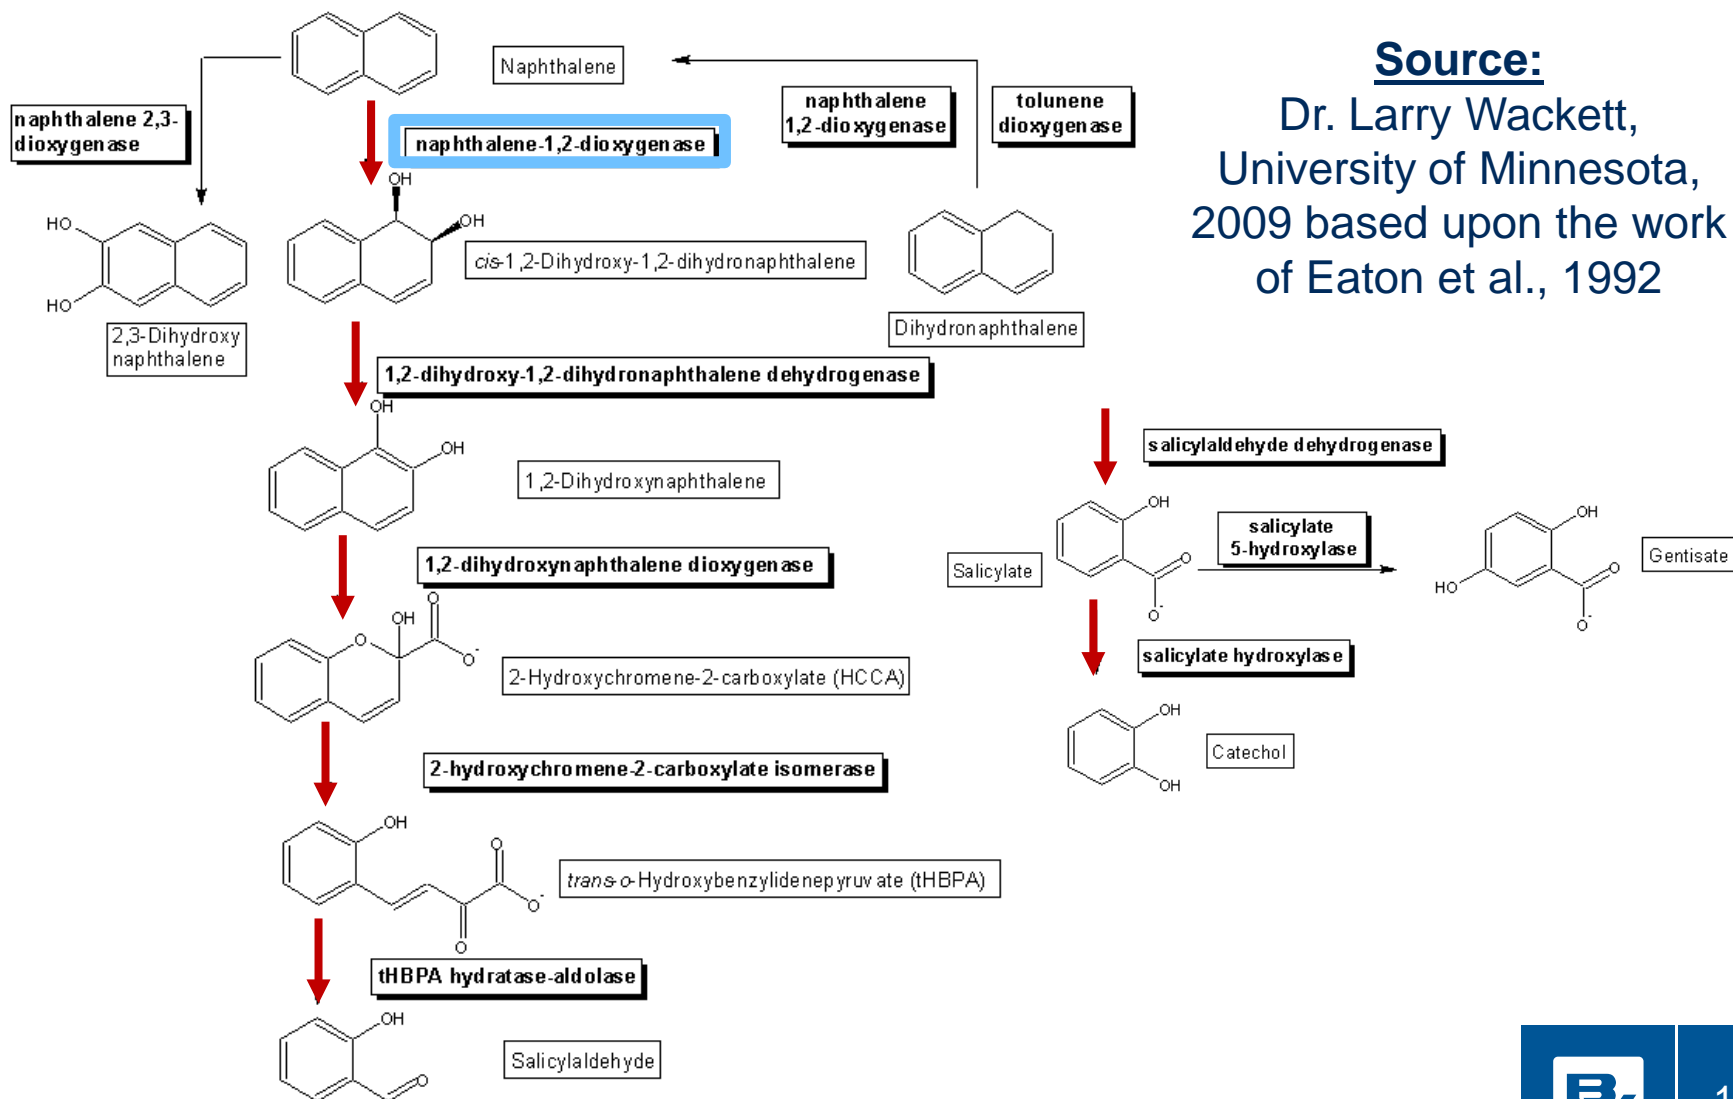 Source:
Dr. Larry Wackett,
University of Minnesota,
2009 based upon the work
of Eaton et al., 1992
Naphthalene
naphthalene 2,3-
dioxygenase
naphthalene-1,2-dioxygenase
naphthalene
1,2-dioxygenase
tolunene
dioxygenase
OH
OH
HO
HO
cis-1,2-Dihydroxy-1,2-dihydronaphthalene
2,3-Dihydroxy
naphthalene
Dihydronaphthalene
1,2-dihydroxy-1,2-dihydronaphthalene dehydrogenase
OH
OH
1,2-Dihydroxynaphthalene
1,2-dihydroxynaphthalene dioxygenase
O
OH
O
O-
2-Hydroxychromene-2-carboxylate (HCCA)
2-hydroxychromene-2-carboxylate isomerase
OH
O
O-
O
trans-o-Hydroxybenzylidenepyruvate (tHBPA)
tHBPA hydratase-aldolase
OH
O
Salicylaldehyde
salicylaldehyde dehydrogenase
OH
O
O-
Salicylate
salicylate
5-hydroxylase
OH
HO
O
O-
Gentisate
salicylate hydroxylase
OH
OH
Catechol